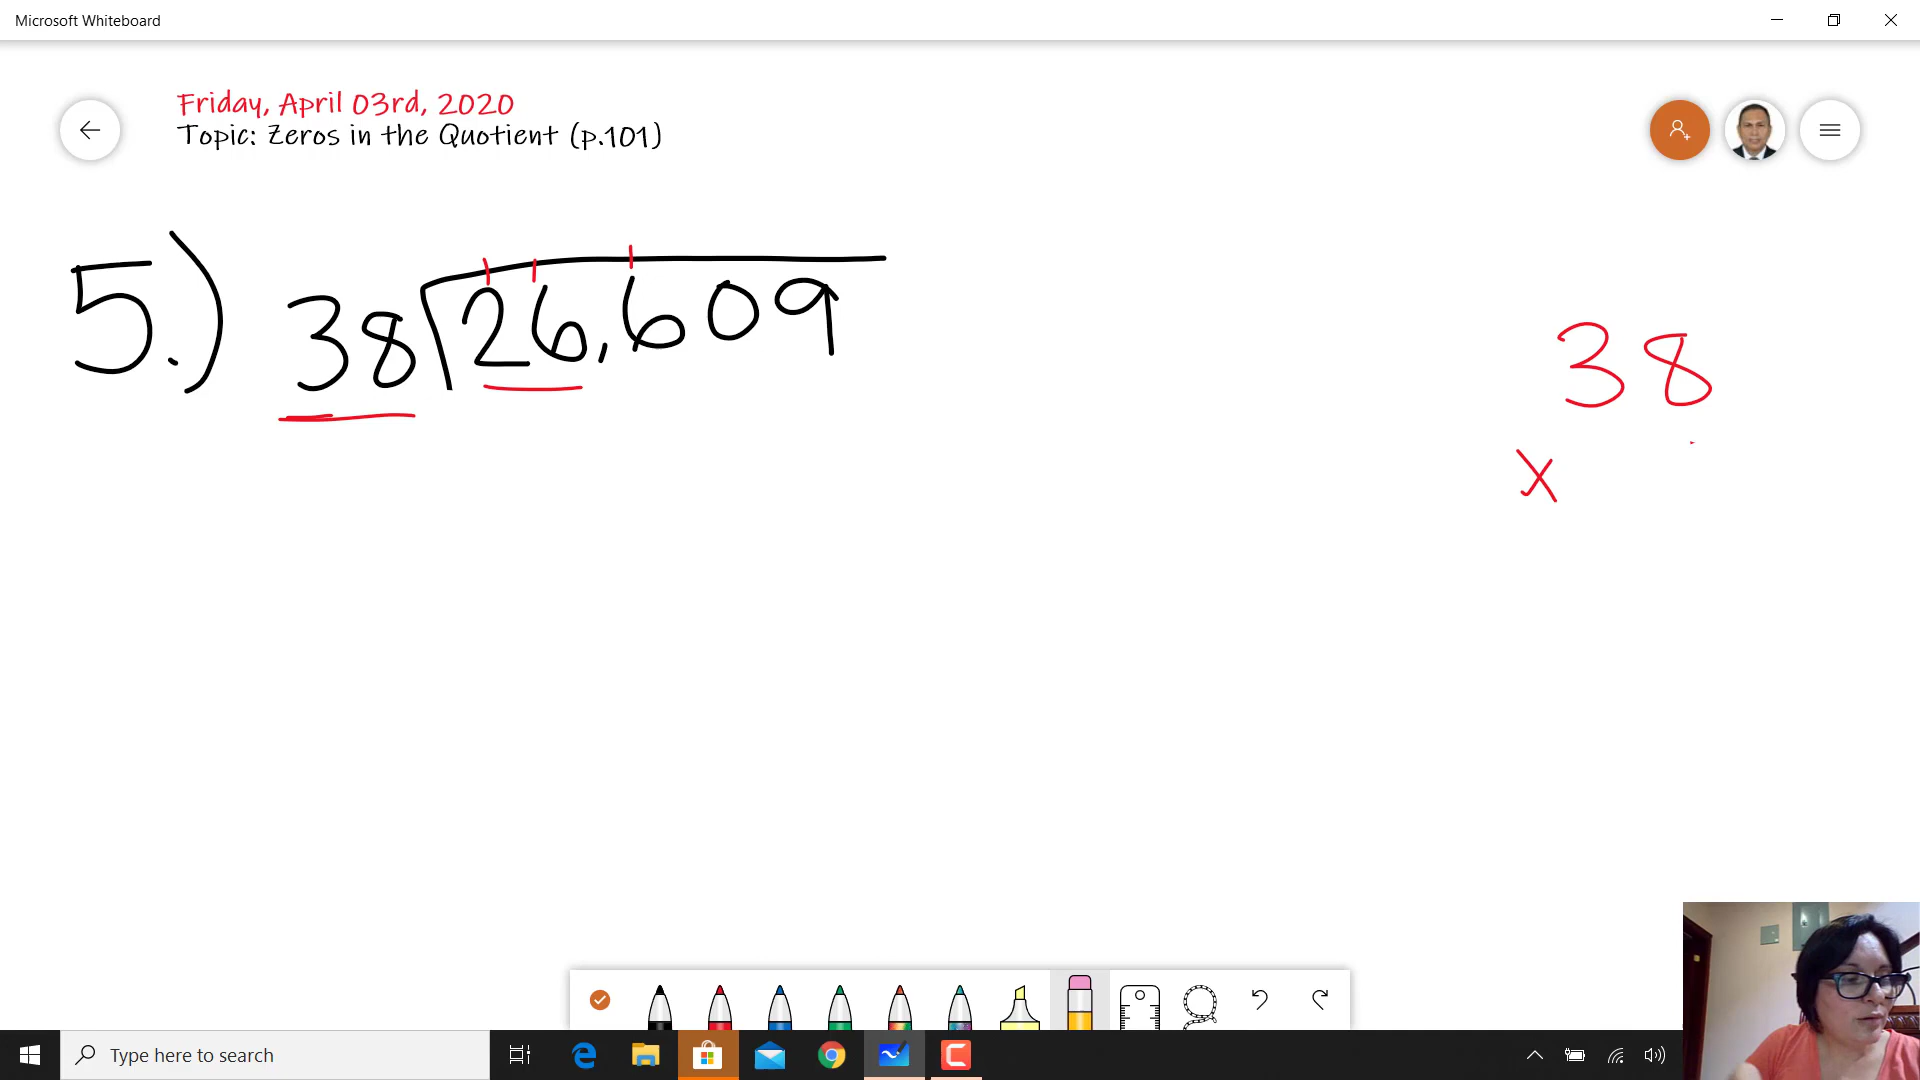 Microsoft Whiteboard
Friday, April 03rd, 2020
Topic: Zeros in the Quotient (p.101)
5.) 38 26,609
38
x
Type here to search